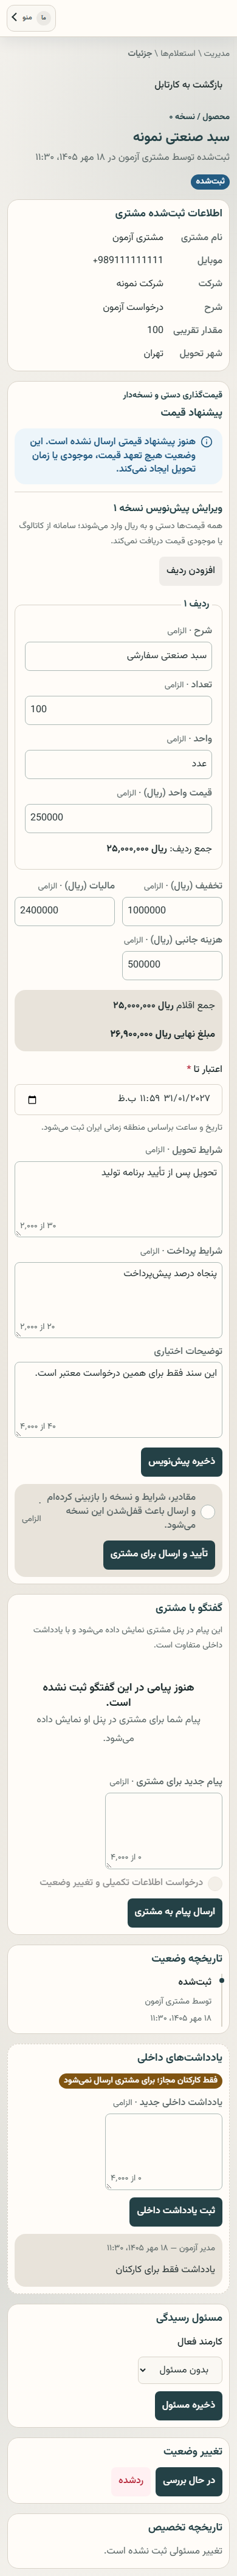 منو
مدیریت \ استعلام‌ها \ جزئیات
بازگشت به کارتابل
محصول / نسخه ۰
سبد صنعتی نمونه
ثبت‌شده توسط مشتری آزمون در ۱۸ مهر ۱۴۰۵، ۱۱:۳۰
ثبت‌شده
اطلاعات ثبت‌شده مشتری
نام مشتری مشتری آزمون
موبایل +989111111111
شرکت شرکت نمونه
شرح درخواست آزمون
مقدار تقریبی 100
شهر تحویل تهران
قیمت‌گذاری دستی و نسخه‌دار
پیشنهاد قیمت
هنوز پیشنهاد قیمتی ارسال نشده است. این
وضعیت هیچ تعهد قیمت، موجودی یا زمان
تحویل ایجاد نمی‌کند.
ویرایش پیش‌نویس نسخه ۱
همه قیمت‌ها دستی و به ریال وارد می‌شوند؛ سامانه از کاتالوگ
یا موجودی قیمت دریافت نمی‌کند.
افزودن ردیف
ردیف ۱
شرح · الزامی
سبد صنعتی سفارشی
تعداد · الزامی
100
واحد · الزامی
عدد
قیمت واحد (ریال) · الزامی
250000
جمع ردیف: ریال ۲۵,۰۰۰,۰۰۰
تخفیف (ریال) · الزامی مالیات (ریال) · الزامی
1000000 2400000
هزینه جانبی (ریال) · الزامی
500000
جمع اقلام ریال ۲۵,۰۰۰,۰۰۰
مبلغ نهایی ریال ۲۶,۹۰۰,۰۰۰
اعتبار تا *
۳۱/۰۱/۲۰۲۷ ۱۱:۵۹ ب.ظ
تاریخ و ساعت براساس منطقه زمانی ایران ثبت می‌شود.
شرایط تحویل · الزامی
تحویل پس از تأیید برنامه تولید
۳۰ از ۲,۰۰۰
شرایط پرداخت · الزامی
پنجاه درصد پیش‌پرداخت
۲۰ از ۲,۰۰۰
توضیحات اختیاری
این سند فقط برای همین درخواست معتبر است.
۴۰ از ۴,۰۰۰
ذخیره پیش‌نویس
مقادیر، شرایط و نسخه را بازبینی کرده‌ام
و ارسال باعث قفل‌شدن این نسخه
می‌شود.
· الزامی
تأیید و ارسال برای مشتری
گفتگو با مشتری
این پیام در پنل مشتری نمایش داده می‌شود و با یادداشت
داخلی متفاوت است.
هنوز پیامی در این گفتگو ثبت نشده
است.
پیام شما برای مشتری در پنل او نمایش داده
می‌شود.
پیام جدید برای مشتری · الزامی
۰ از ۴,۰۰۰
درخواست اطلاعات تکمیلی و تغییر وضعیت
ارسال پیام به مشتری
تاریخچه وضعیت
ثبت‌شده
توسط مشتری آزمون
۱۸ مهر ۱۴۰۵، ۱۱:۳۰
یادداشت‌های داخلی
فقط کارکنان مجاز؛ برای مشتری ارسال نمی‌شود
یادداشت داخلی جدید · الزامی
۰ از ۴,۰۰۰
ثبت یادداشت داخلی
مدیر آزمون — ۱۸ مهر ۱۴۰۵، ۱۱:۳۰
یادداشت فقط برای کارکنان
مسئول رسیدگی
کارمند فعال
بدون مسئول
ذخیره مسئول
تغییر وضعیت
در حال بررسی
ردشده
تاریخچه تخصیص
تغییر مسئولی ثبت نشده است.